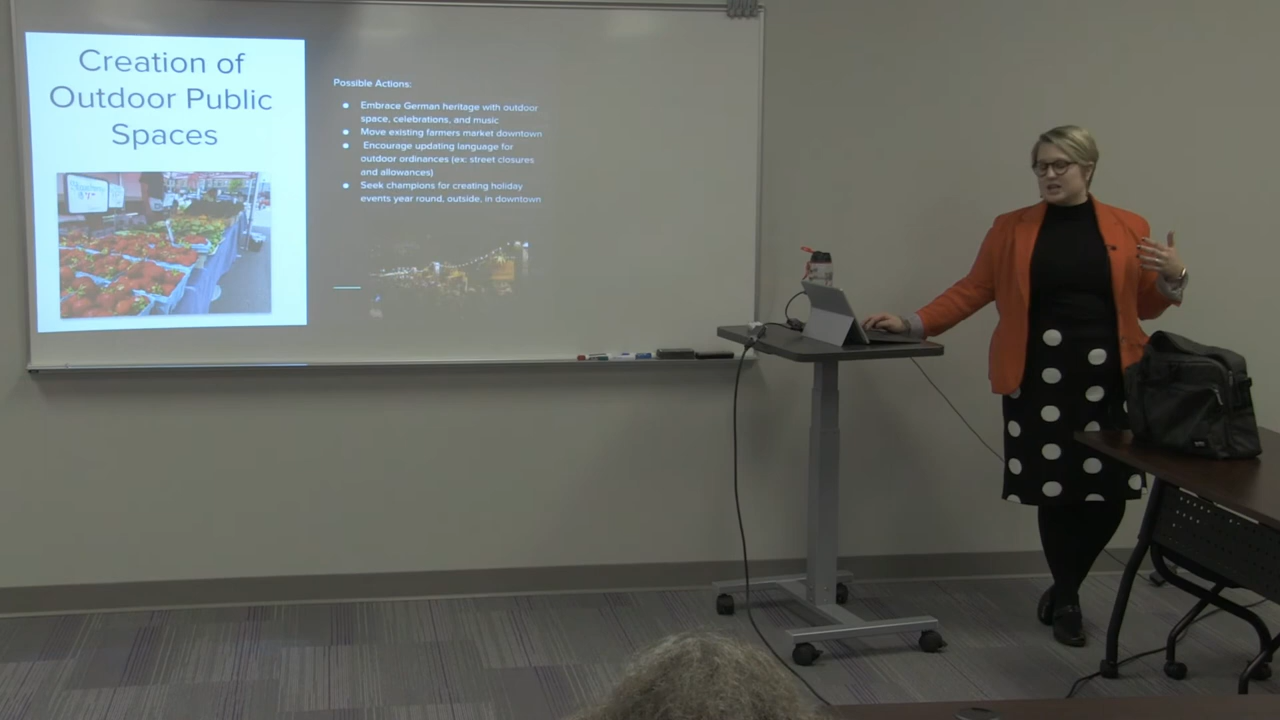 Creation of
Outdoor Public
Spaces
Possible Actions:
● Embrace German heritage with outdoor
space, celebrations, and music
● Move existing farmers market downtown
● Encourage updating language for
outdoor ordinances (ex: street closures
and allowances)
● Seek champions for creating holiday
events year round, outside, in downtown